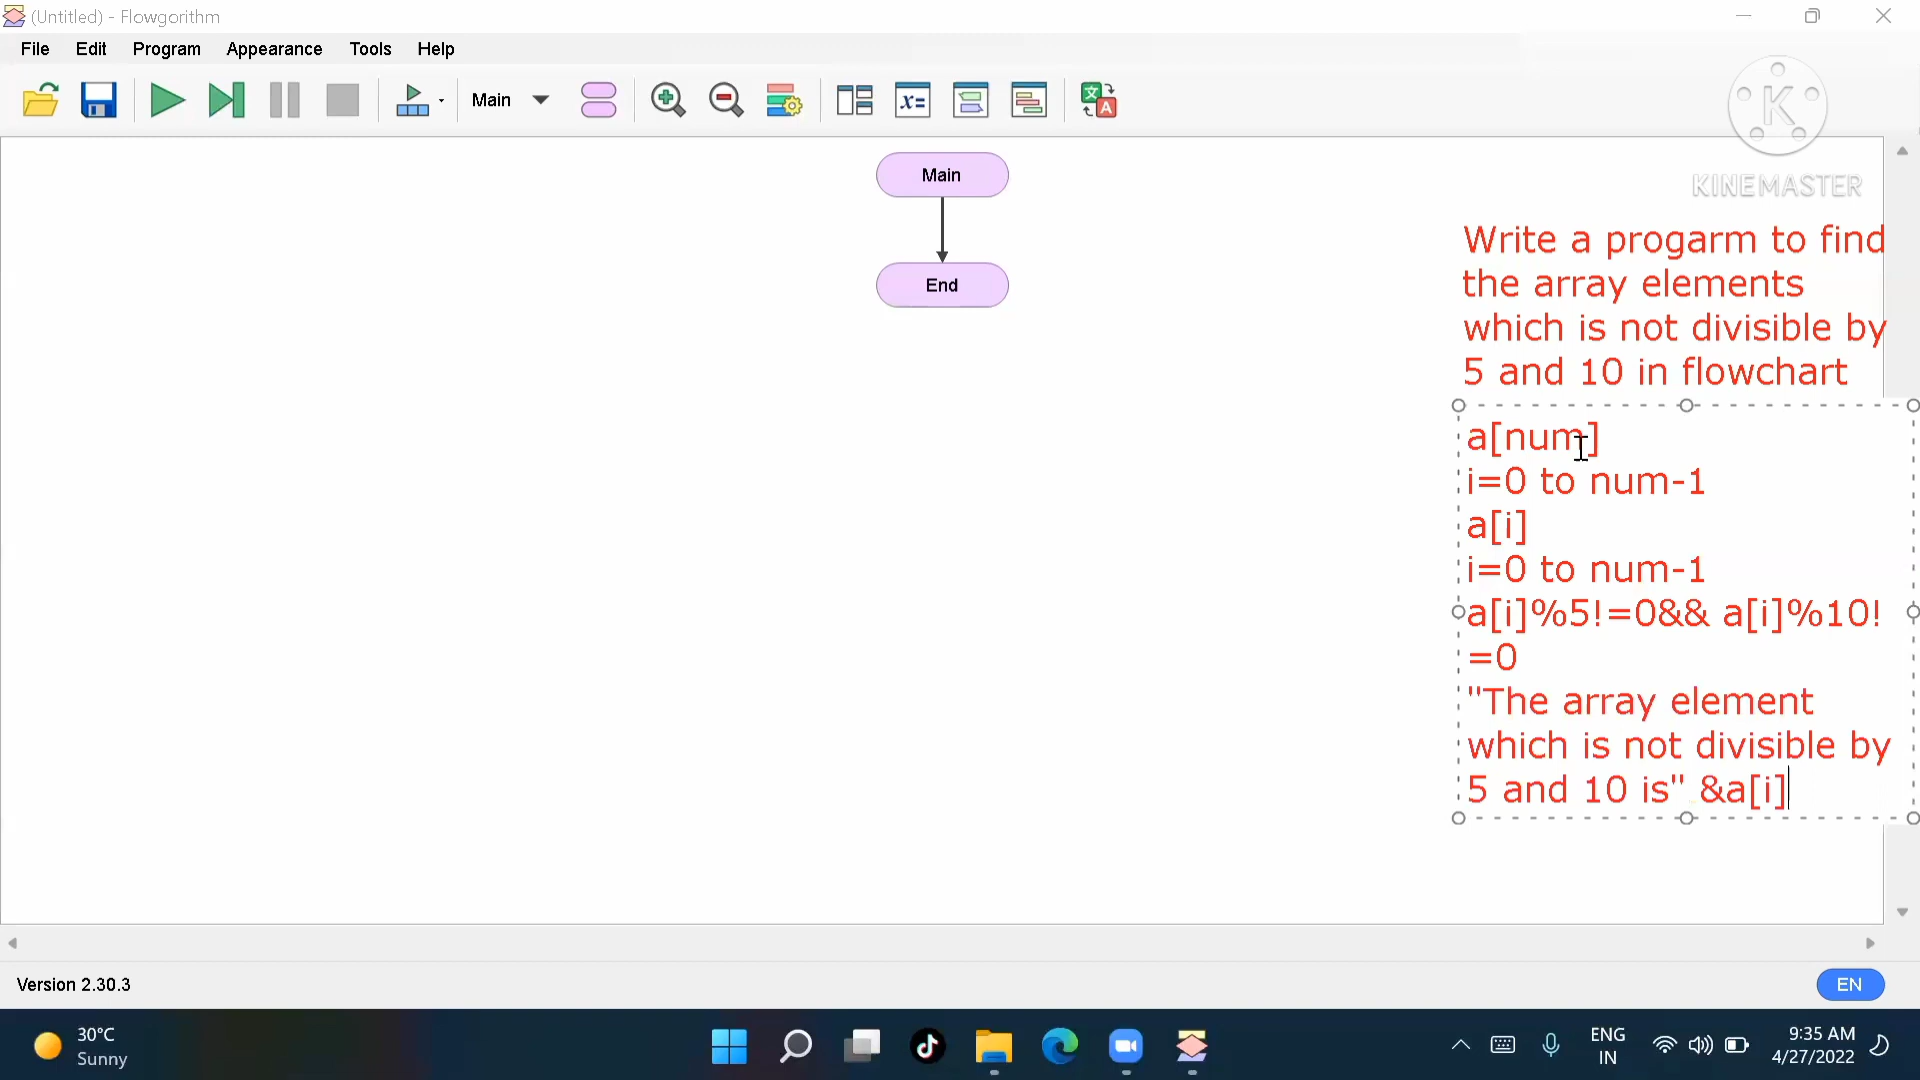 (Untitled) - Flowgorithm
File Edit Program Appearance Tools Help
Main x= 文 A
K
KINEMASTER
Main
End
Write a progarm to find
the array elements
which is not divisible by
5 and 10 in flowchart
a[num]
i=0 to num-1
a[i]
i=0 to num-1
a[i]%5!=0&& a[i]%10!
=0
"The array element
which is not divisible by
5 and 10 is" &a[i]
Version 2.30.3
EN
30°C
Sunny
ENG
IN
9:35 AM
4/27/2022